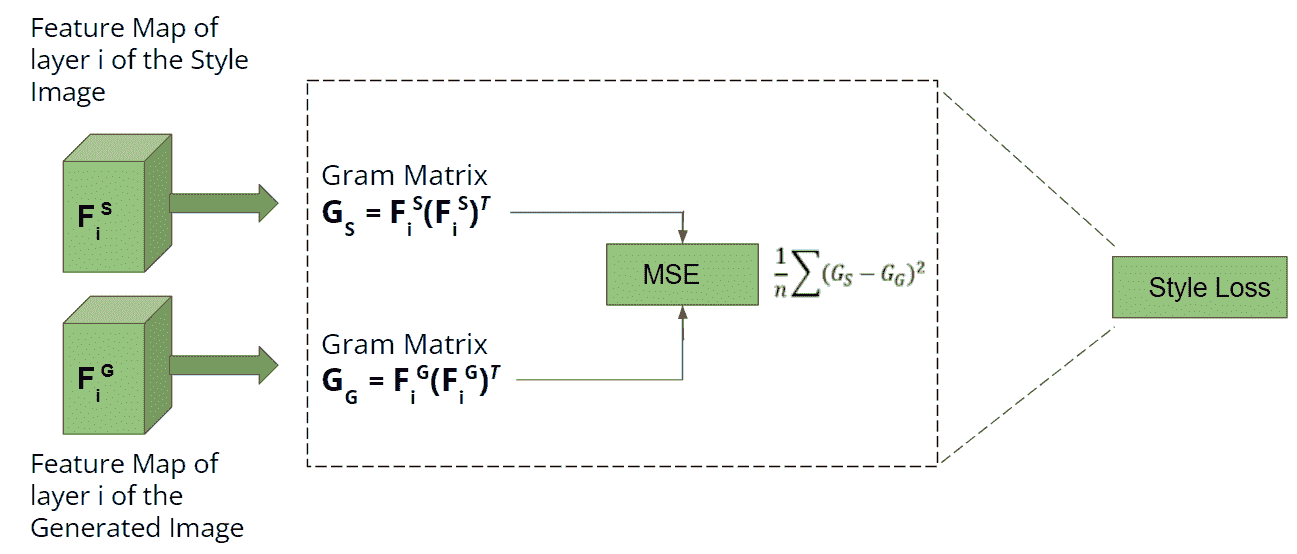 Feature Map of
layer i of the Style
Image
F_i^S
Gram Matrix
G_S = F_i^S(F_i^S)^T
MSE
\frac{1}{n}\sum(G_S - G_G)^2
Style Loss
F_i^G
Gram Matrix
G_G = F_i^G(F_i^G)^T
Feature Map of
layer i of the
Generated Image